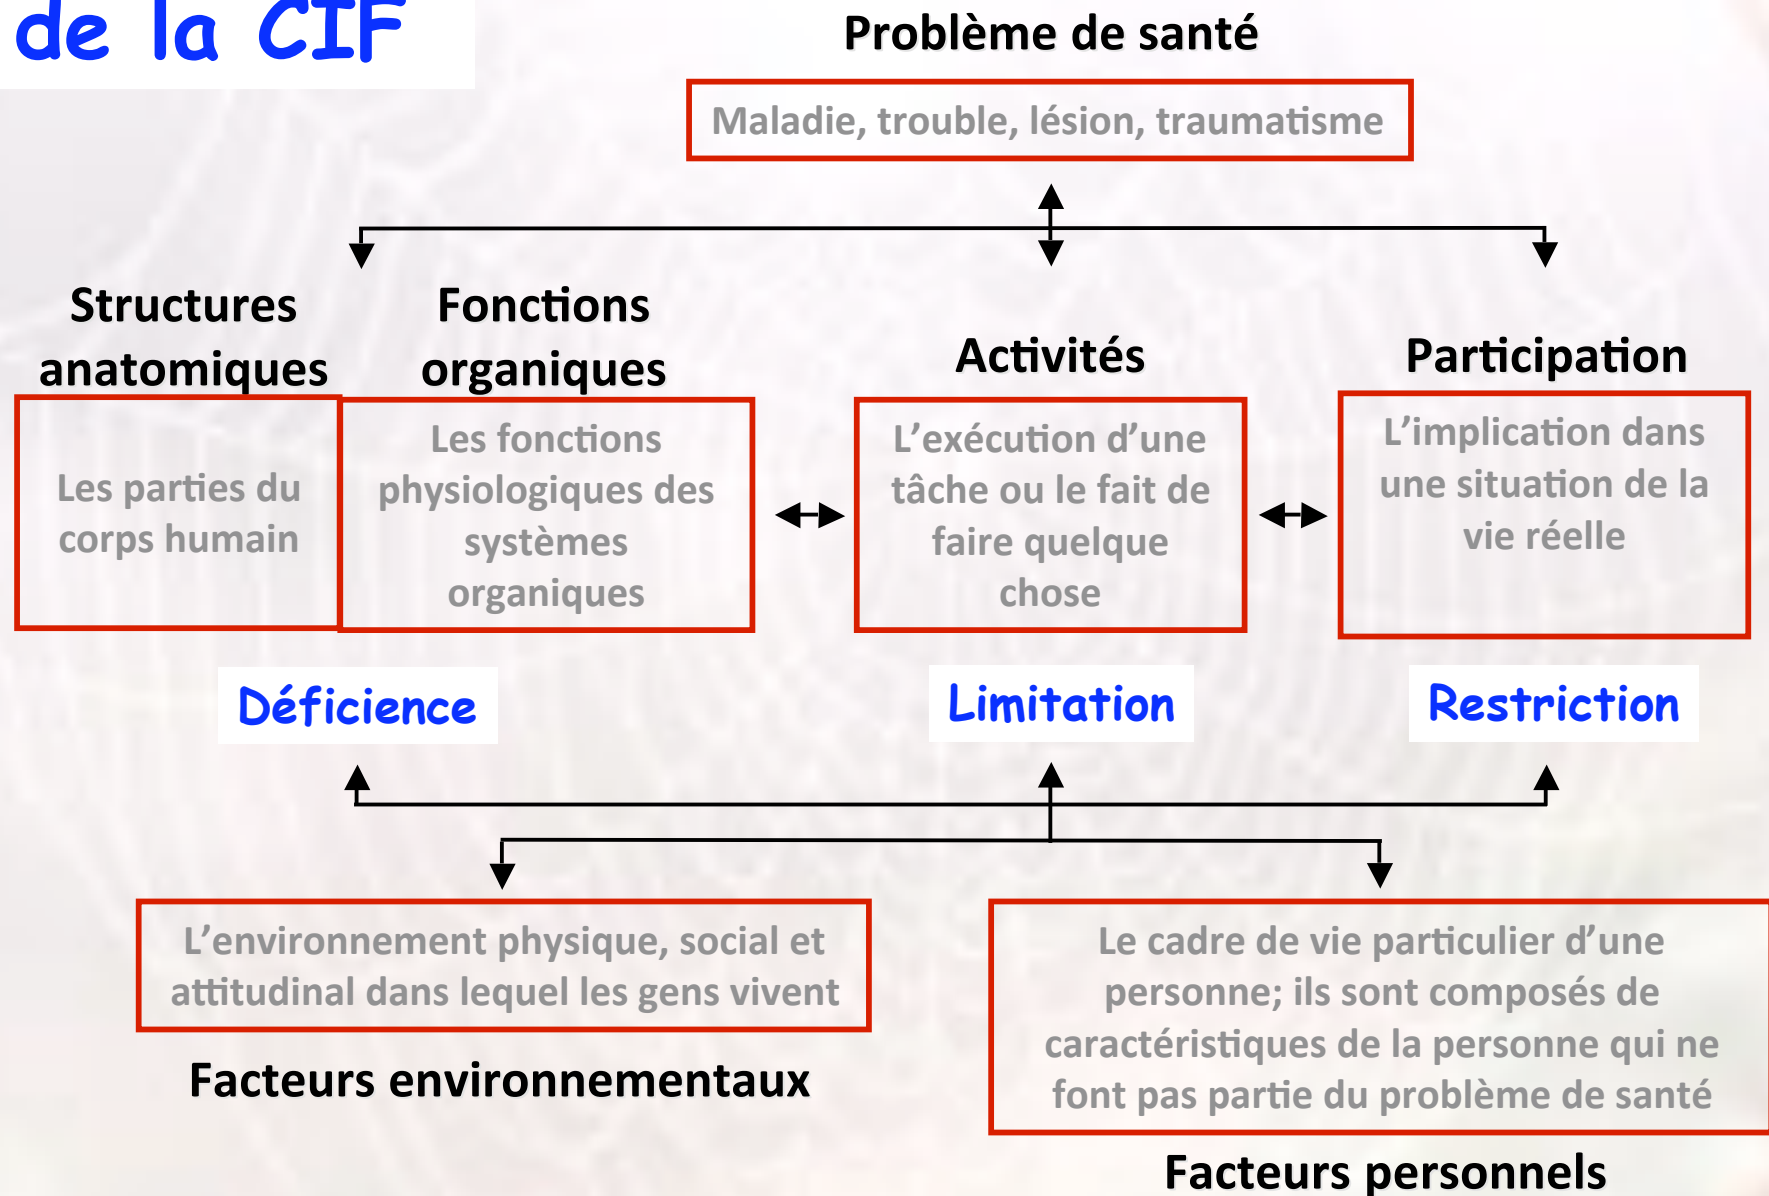 de la CIF
Problème de santé
Maladie, trouble, lésion, traumatisme
Structures
anatomiques
Fonctions
organiques
Activités
Participation
Les parties du
corps humain
Les fonctions
physiologiques des
systèmes
organiques
L’exécution d’une
tâche ou le fait de
faire quelque
chose
L’implication dans
une situation de la
vie réelle
Déficience
Limitation
Restriction
L’environnement physique, social et
attitudinal dans lequel les gens vivent
Facteurs environnementaux
Le cadre de vie particulier d’une
personne; ils sont composés de
caractéristiques de la personne qui ne
font pas partie du problème de santé
Facteurs personnels